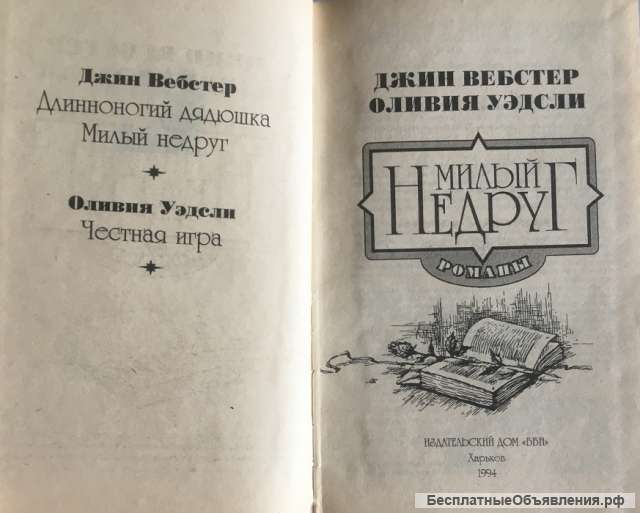 Джин Вебстер
Длинноногий дядюшка
Милый недруг
Оливия Уэдсли
Честная игра
ДЖИН ВЕБСТЕР
ОЛИВИЯ УЭДСЛИ
МИЛЫЙ
НЕДРУГ
РОМАНЫ
ИЗДАТЕЛЬСКИЙ ДОМ «ББН»
Харьков
1994
БесплатныеОбъявления.рф